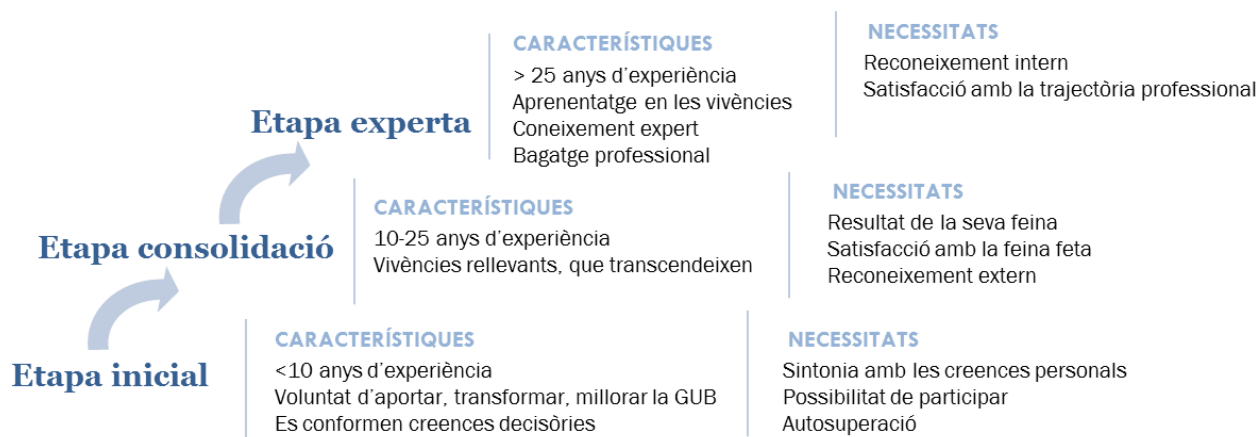 Etapa experta
CARACTERÍSTIQUES
> 25 anys d'experiència
Aprenentatge en les vivències
Coneixement expert
Bagatge professional
NECESSITATS
Reconeixement intern
Satisfacció amb la trajectòria professional
Etapa consolidació
CARACTERÍSTIQUES
10-25 anys d'experiència
Vivències rellevants, que transcendeixen
NECESSITATS
Resultat de la seva feina
Satisfacció amb la feina feta
Reconeixement extern
Etapa inicial
CARACTERÍSTIQUES
<10 anys d'experiència
Voluntat d'aportar, transformar, millorar la GUB
Es conformen creences decisòries
NECESSITATS
Sintonia amb les creences personals
Possibilitat de participar
Autosuperació